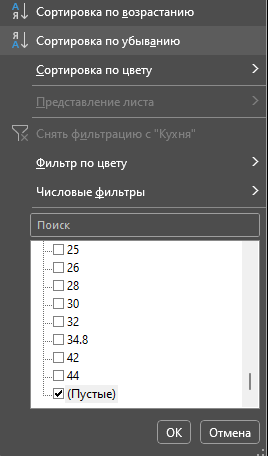 Сортировка по возрастанию
Сортировка по убыванию
Сортировка по цвету
Представление листа
Снять фильтрацию с "Кухня"
Фильтр по цвету
Числовые фильтры
Поиск
25
26
28
30
32
34.8
42
44
(Пустые)
ОК
Отмена